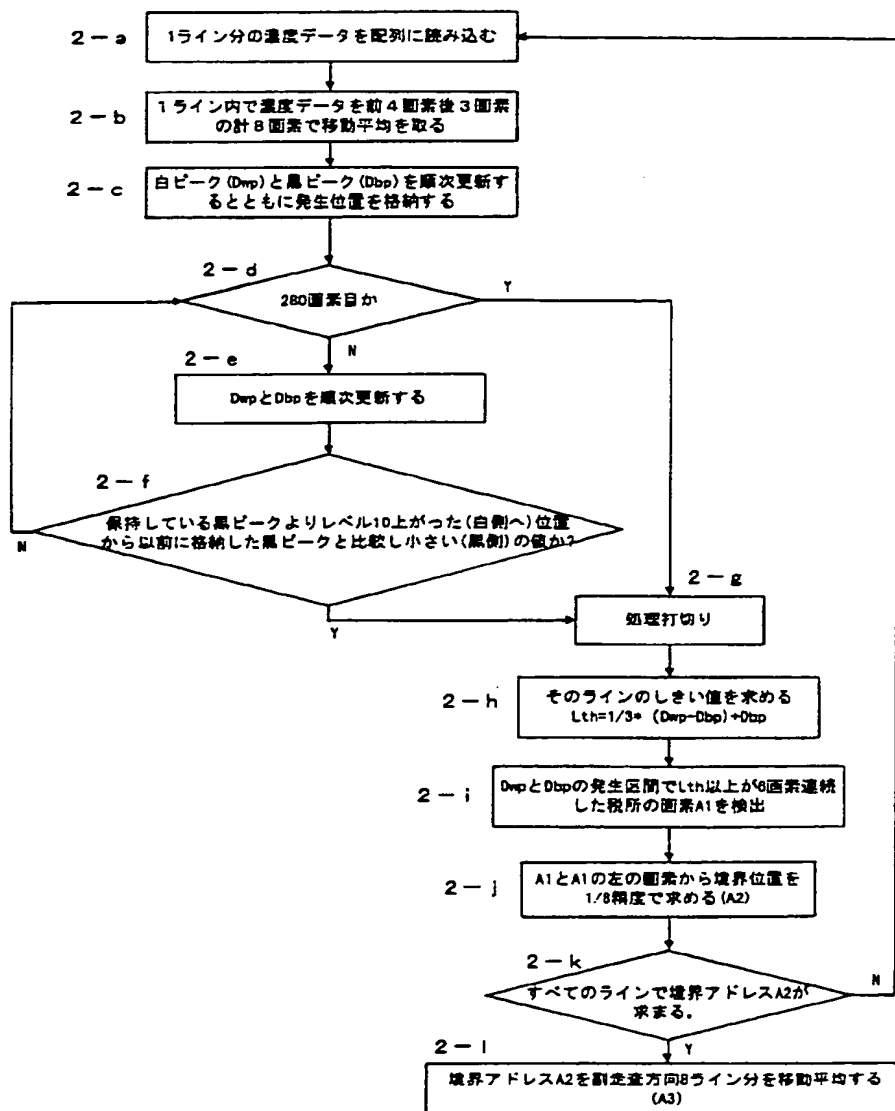 2-a
1ライン分の濃度データを配列に読み込む
2-b
1ライン内で濃度データを前4画素後3画素
の計8画素で移動平均を取る
2-c
白ピーク(Dwp)と黒ピーク(Dbp)を順次更新す
るとともに発生位置を格納する
2-d
280画素目か
Y
N
2-e
DwpとDbpを順次更新する
2-f
保持している黒ピークよりレベル10上がった(白側へ)位置
から以前に格納した黒ピークと比較し小さい(黒側)の値か?
N
Y
2-g
処理打切り
2-h
そのラインのしきい値を求める
Lth=1/3* (Dwp-Dbp)+Dbp
2-i
DwpとDbpの発生区間でLth以上が6画素連続
した税所の画素A1を検出
2-j
A1とA1の左の画素から境界位置を
1/8精度で求める(A2)
2-k
すべてのラインで境界アドレスA2が
求まる。
N
Y
2-l
境界アドレスA2を副走査方向8ライン分を移動平均する
(A3)